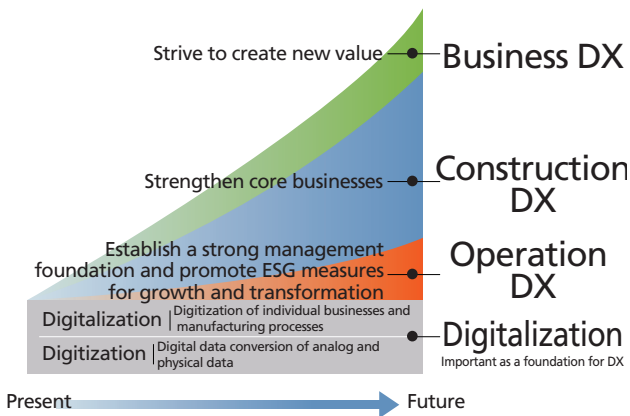 Strive to create new value
Business DX
Strengthen core businesses
Construction
DX
Establish a strong management
foundation and promote ESG measures
for growth and transformation
Operation
DX
Digitalization
Digitization of individual businesses and
manufacturing processes
Digitization
Digital data conversion of analog and
physical data
Digitalization
Important as a foundation for DX
Present
Future